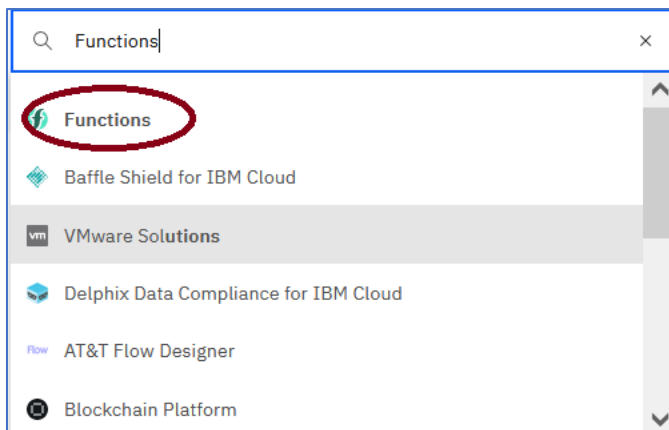 Functions
Functions
Baffle Shield for IBM Cloud
vm VMware Solutions
Delphix Data Compliance for IBM Cloud
Flow AT&T Flow Designer
Blockchain Platform